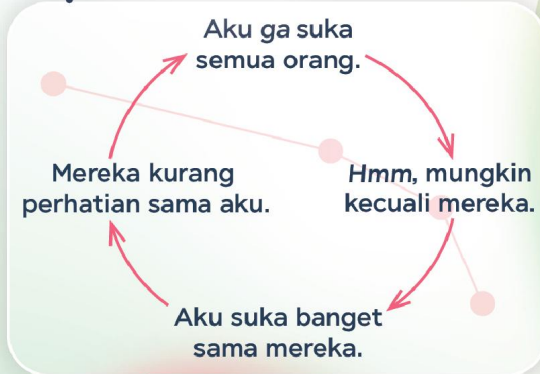 Aku ga suka
semua orang.
Hmm, mungkin
kecuali mereka.
Aku suka banget
sama mereka.
Mereka kurang
perhatian sama aku.